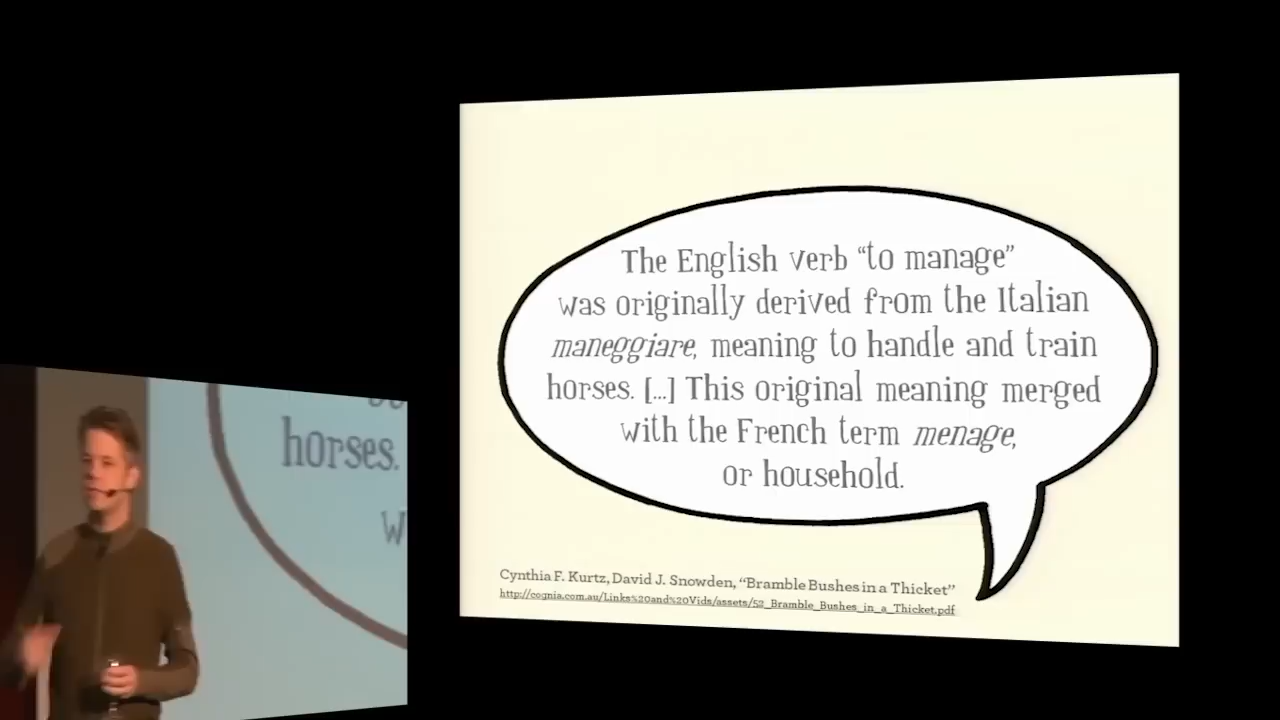 The English verb “to manage”
was originally derived from the Italian
maneggiare, meaning to handle and train
horses. […] This original meaning merged
with the French term menage,
or household.
Cynthia F. Kurtz, David J. Snowden, “Bramble Bushes in a Thicket”
http://cognia.com.au/Links%20and%20Vids/assets/52_Bramble_Bushes_in_a_Thicket.pdf
horses.
w